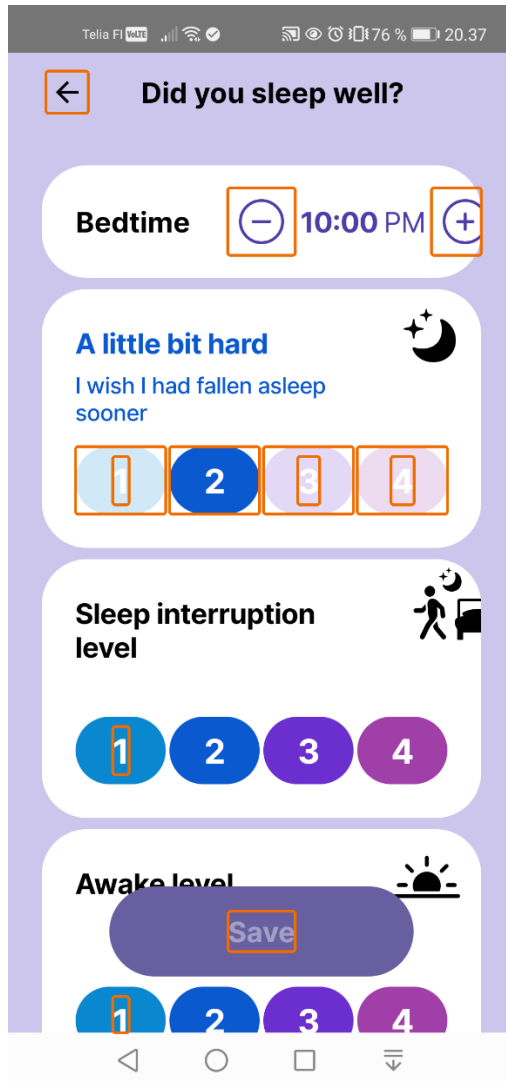 Telia FI VoLTE 76 % 20.37
Did you sleep well?
Bedtime 10:00 PM
A little bit hard
I wish I had fallen asleep
sooner
1 2 3 4
Sleep interruption
level
1 2 3 4
Awake level
Save
1 2 3 4